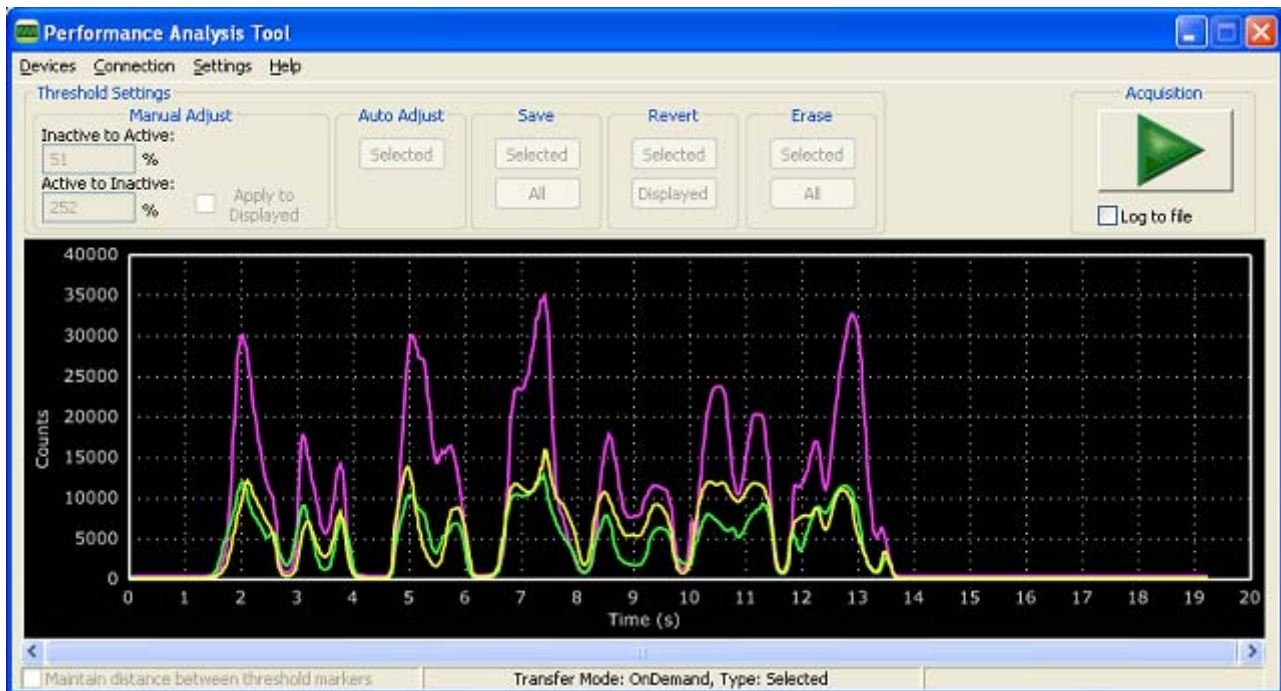 Performance Analysis Tool
Devices Connection Settings Help
Threshold Settings
Manual Adjust
Inactive to Active:
51 %
Active to Inactive:
252 %
Apply to
Displayed
Auto Adjust
Selected
Save
Selected
All
Revert
Selected
Displayed
Erase
Selected
All
Acquisition
Log to file
40000
35000
30000
25000
20000
15000
10000
5000
0
Counts
0 1 2 3 4 5 6 7 8 9 10 11 12 13 14 15 16 17 18 19 20
Time (s)
Maintain distance between threshold markers
Transfer Mode: OnDemand, Type: Selected